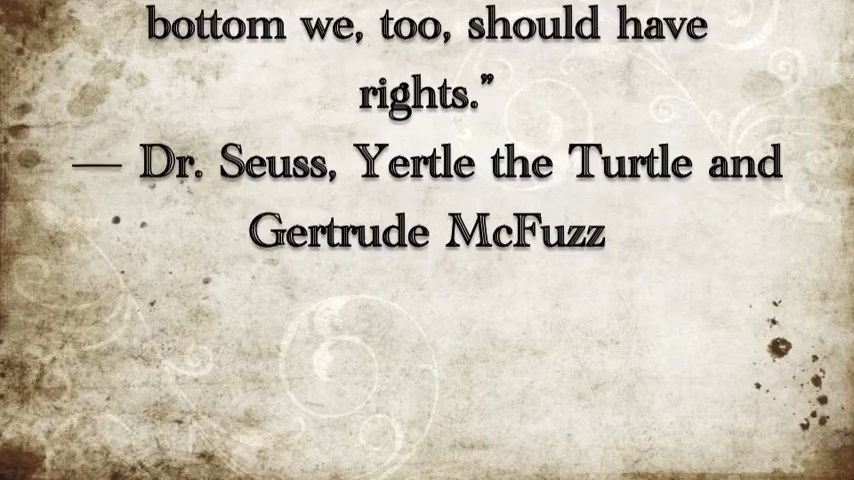 bottom we, too, should have
rights.”
— Dr. Seuss, Yertle the Turtle and
Gertrude McFuzz